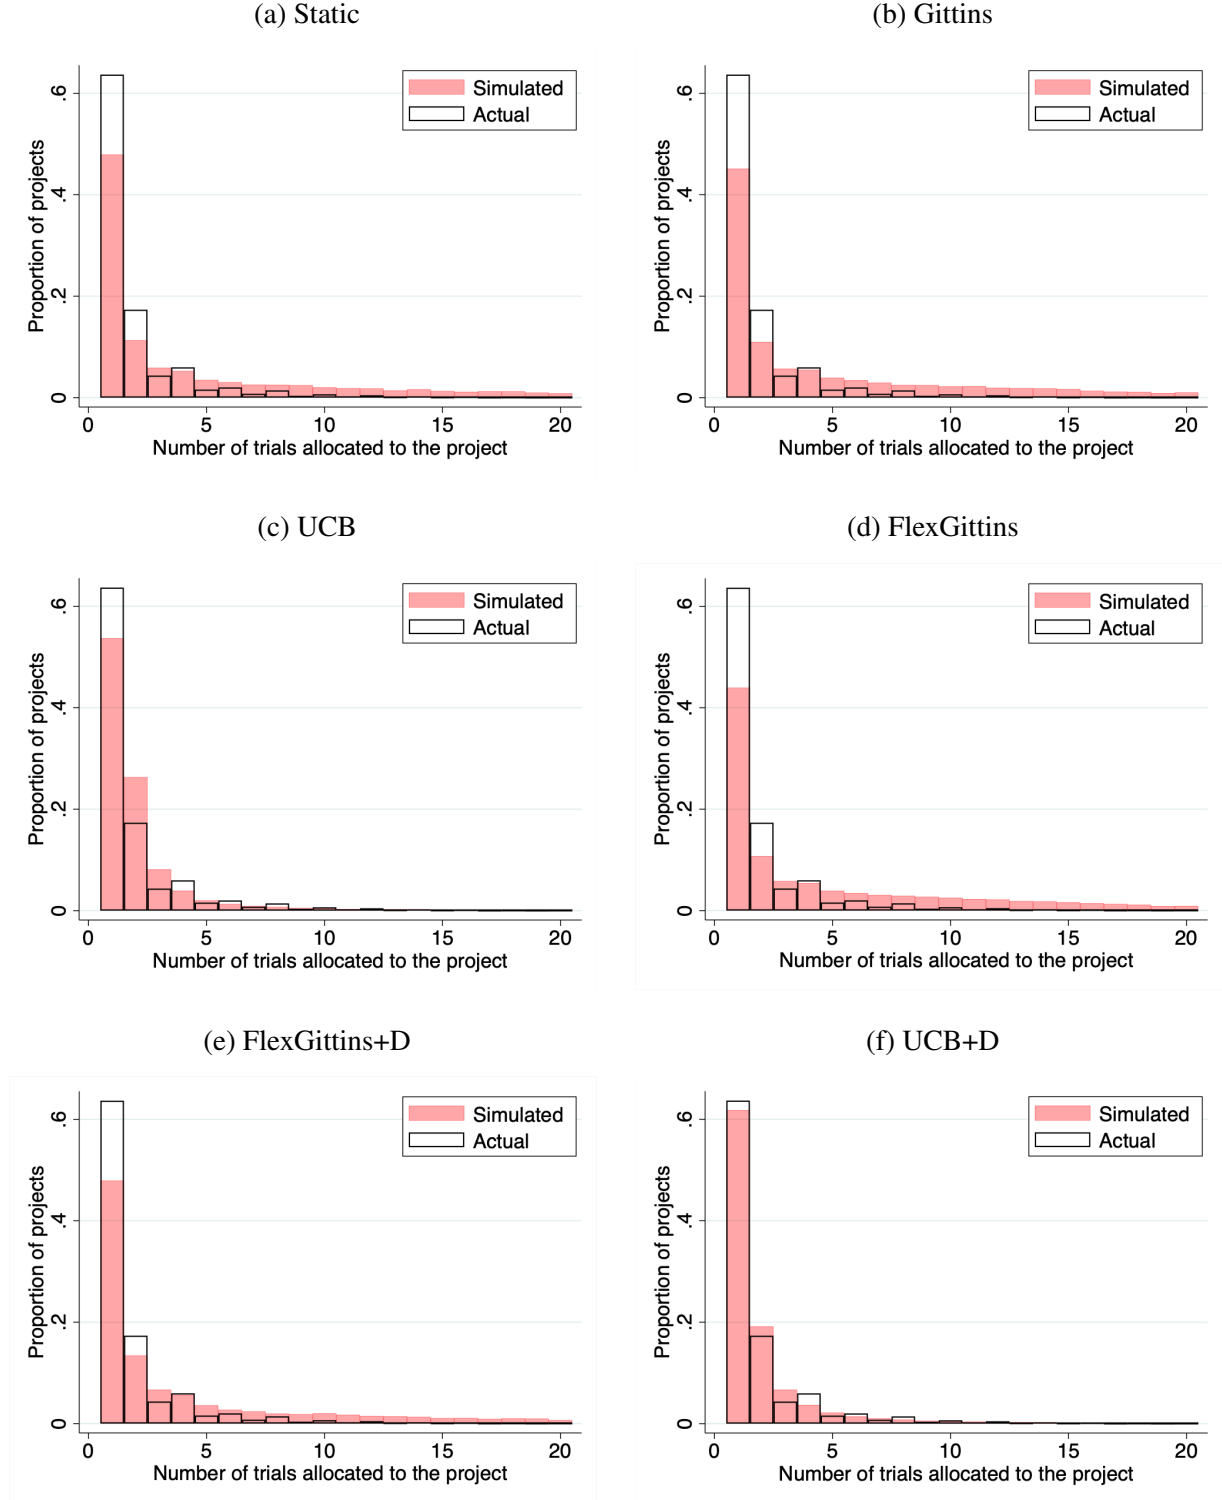 (a) Static
Simulated
Actual
Proportion of projects
.6
.4
.2
0
0 5 10 15 20
Number of trials allocated to the project
(b) Gittins
Simulated
Actual
Proportion of projects
.6
.4
.2
0
0 5 10 15 20
Number of trials allocated to the project
(c) UCB
Simulated
Actual
Proportion of projects
.6
.4
.2
0
0 5 10 15 20
Number of trials allocated to the project
(d) FlexGittins
Simulated
Actual
Proportion of projects
.6
.4
.2
0
0 5 10 15 20
Number of trials allocated to the project
(e) FlexGittins+D
Simulated
Actual
Proportion of projects
.6
.4
.2
0
0 5 10 15 20
Number of trials allocated to the project
(f) UCB+D
Simulated
Actual
Proportion of projects
.6
.4
.2
0
0 5 10 15 20
Number of trials allocated to the project